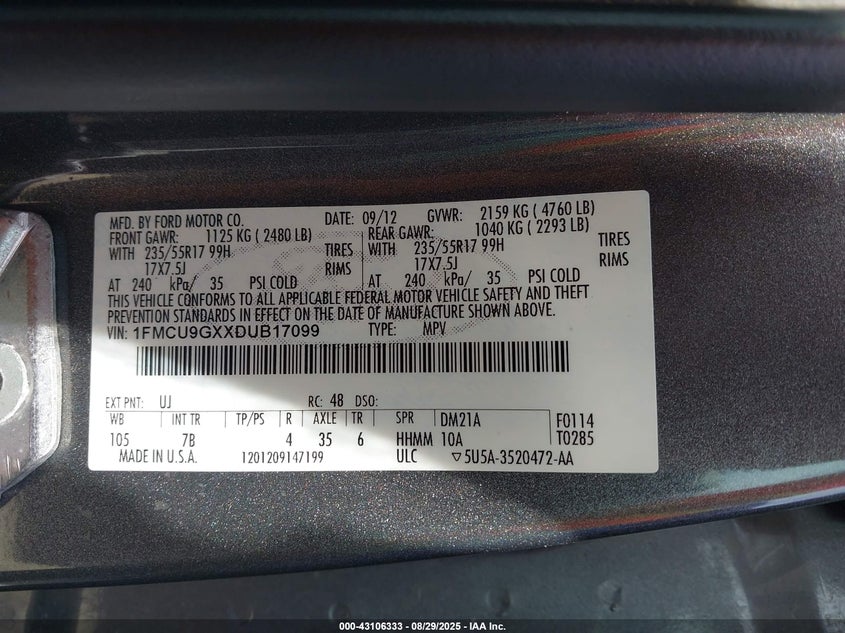 MFD. BY FORD MOTOR CO. DATE: 09/12 GVWR: 2159 KG ( 4760 LB)
FRONT GAWR: 1125 KG ( 2480 LB) REAR GAWR: 1040 KG ( 2293 LB)
WITH 235/55R17 99H TIRES WITH 235/55R17 99H TIRES
17X7.5J RIMS 17X7.5J RIMS
AT 240 kPa/ 35 PSI COLD AT 240 kPa/ 35 PSI COLD
THIS VEHICLE CONFORMS TO ALL APPLICABLE FEDERAL MOTOR VEHICLE SAFETY AND THEFT
PREVENTION STANDARDS IN EFFECT ON THE DATE OF MANUFACTURE SHOWN ABOVE.
VIN: 1FMCU9GXXDUB17099 TYPE: MPV
EXT PNT: UJ RC: 48 DSO:
WB INT TR TP/PS R AXLE TR SPR DM21A F0114
105 7B 4 35 6 HHMM 10A T0285
MADE IN U.S.A. 1201209147199 ULC ▽5U5A-3520472-AA
000-43106333 - 08/29/2025 - IAA Inc.